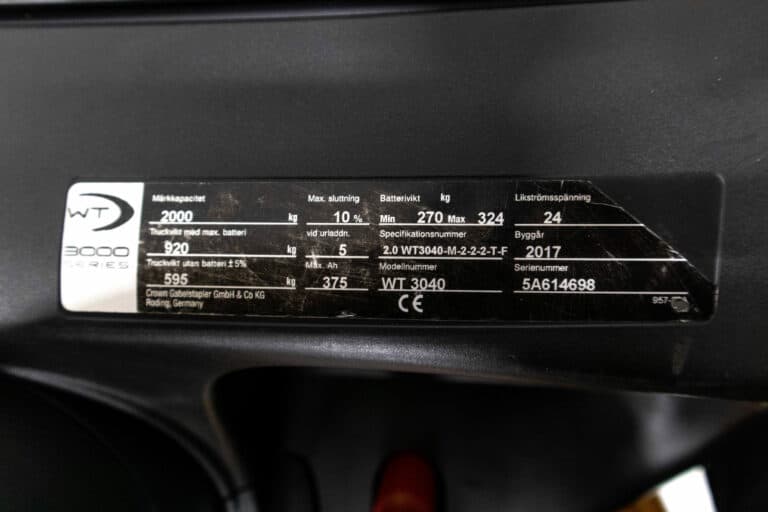 WT
3000
SERIES
Märkkapacitet Max. sluttning Batterivikt kg Likströmsspänning
2000 kg 10 % Min 270 Max 324 24
Truckvikt med max. batteri vid urladdn. Specifikationsnummer Byggår
920 kg 5 2.0 WT3040-M-2-2-2-T-F 2017
Truckvikt utan batteri ±5% Max. Ah Modellnummer Serienummer
595 kg 375 WT 3040 5A614698
Crown Gabelstapler GmbH & Co KG
Roding, Germany CE